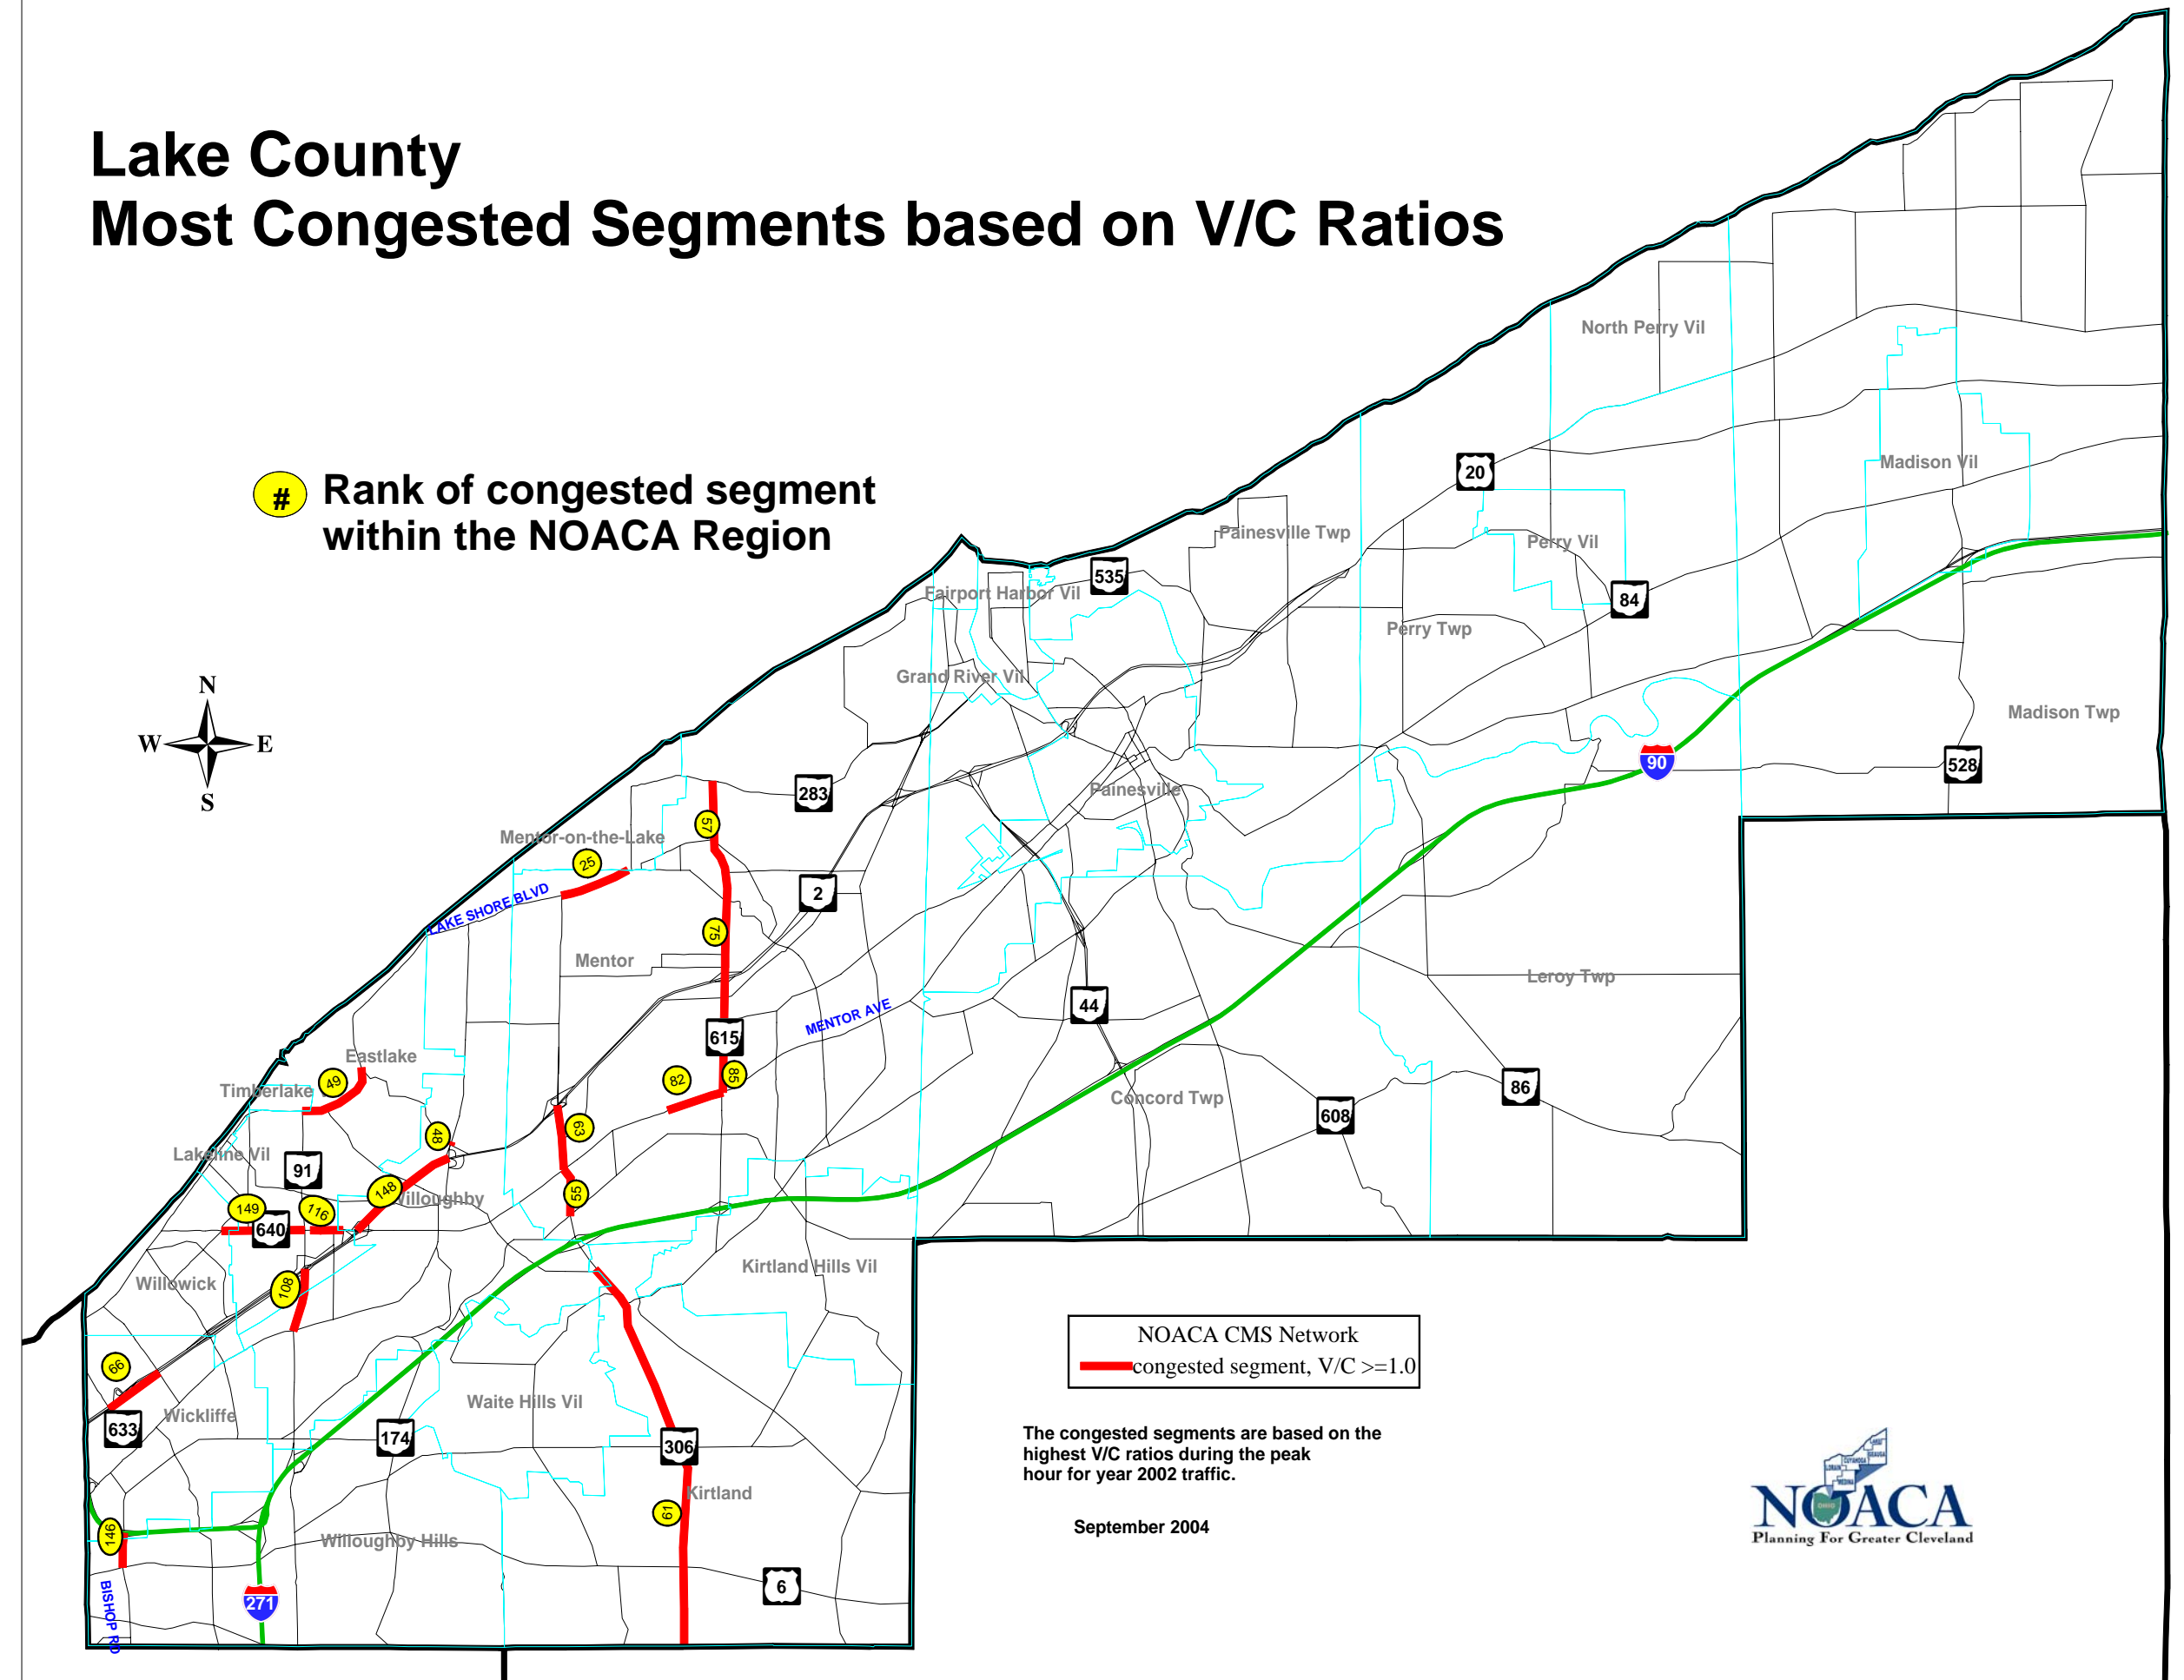 Lake County
Most Congested Segments based on V/C Ratios
North Perry Vil
20
Madison Vil
# Rank of congested segment
within the NOACA Region
Painesville Twp
Perry Vil
535
Fairport Harbor Vil
84
Perry Twp
Grand River Vil
N
W E
S
Madison Twp
90
528
283
Painesville
57
Mentor-on-the-Lake
25
2
LAKE SHORE BLVD
75
Mentor
Leroy Twp
44
MENTOR AVE
615
Eastlake
49
Timberlake
82
85
86
Concord Twp
608
63
48
Lakeline Vil
91
148
55
Willoughby
149
116
640
Kirtland Hills Vil
Willowick
108
NOACA CMS Network
congested segment, V/C >=1.0
66
Waite Hills Vil
Wickliffe
633
174
306
The congested segments are based on the
highest V/C ratios during the peak
hour for year 2002 traffic.
Kirtland
61
September 2004
146
Willoughby Hills
6
271
BISHOP RD
LORAIN
CUYAHOGA
GEAUGA
MEDINA
OHIO
NOACA
Planning For Greater Cleveland